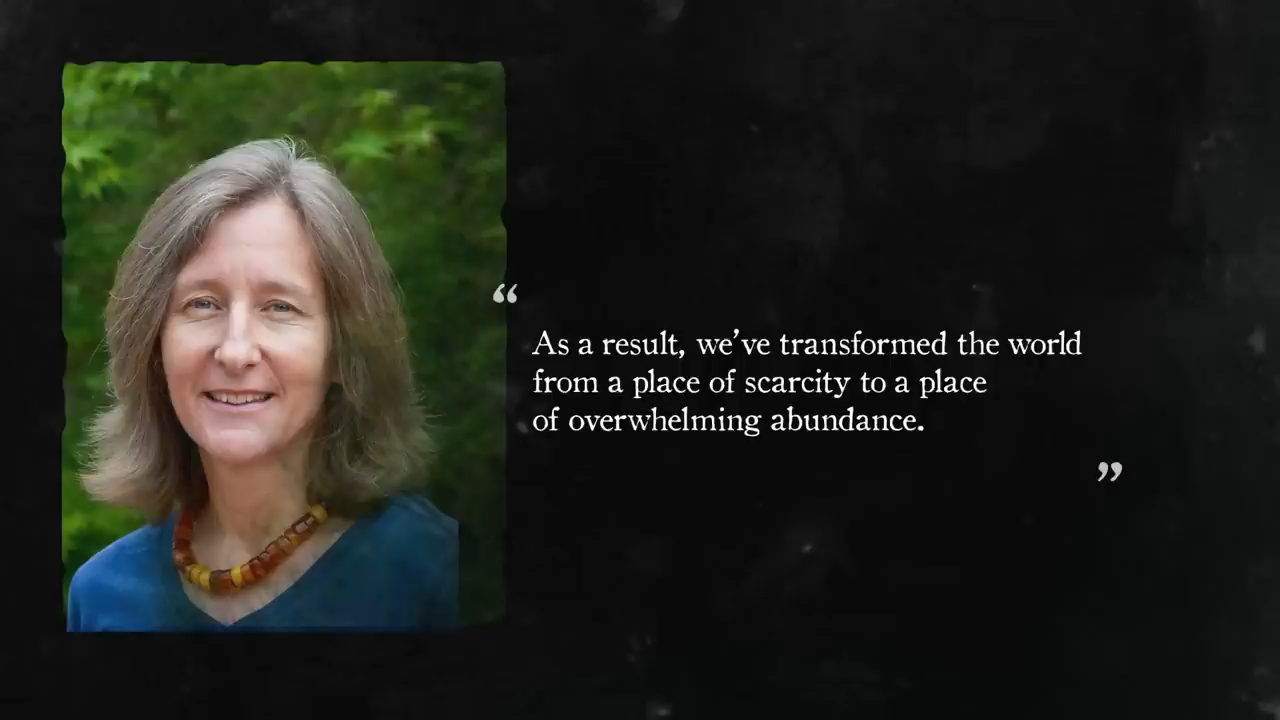 “
As a result, we’ve transformed the world
from a place of scarcity to a place
of overwhelming abundance.
”